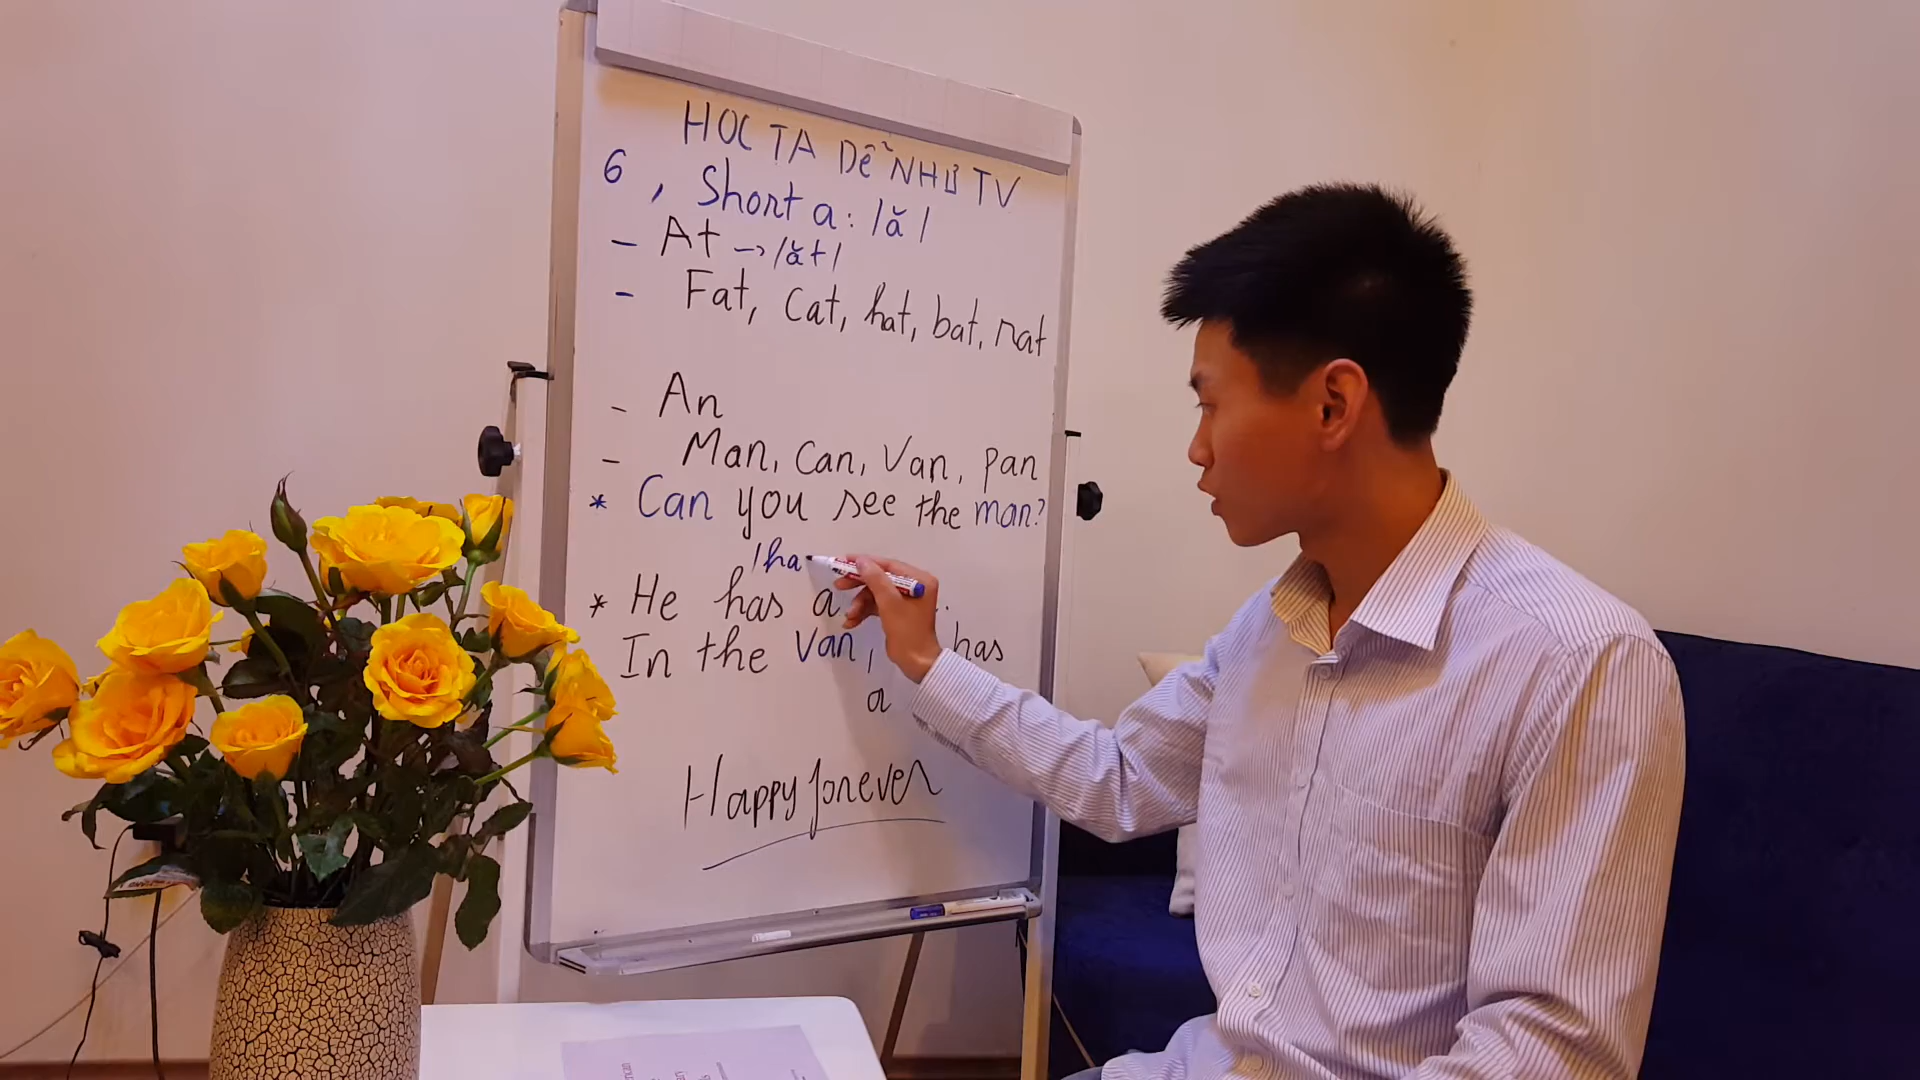 HOC TA DỄ NHƯ TV
6, Short a: /ă/
- At → /ăt/
- Fat, cat, hat, bat, rat
- An
- Man, can, van, pan
* Can you see the man?
/ha
* He has a
In the van, has
a
Happy forever